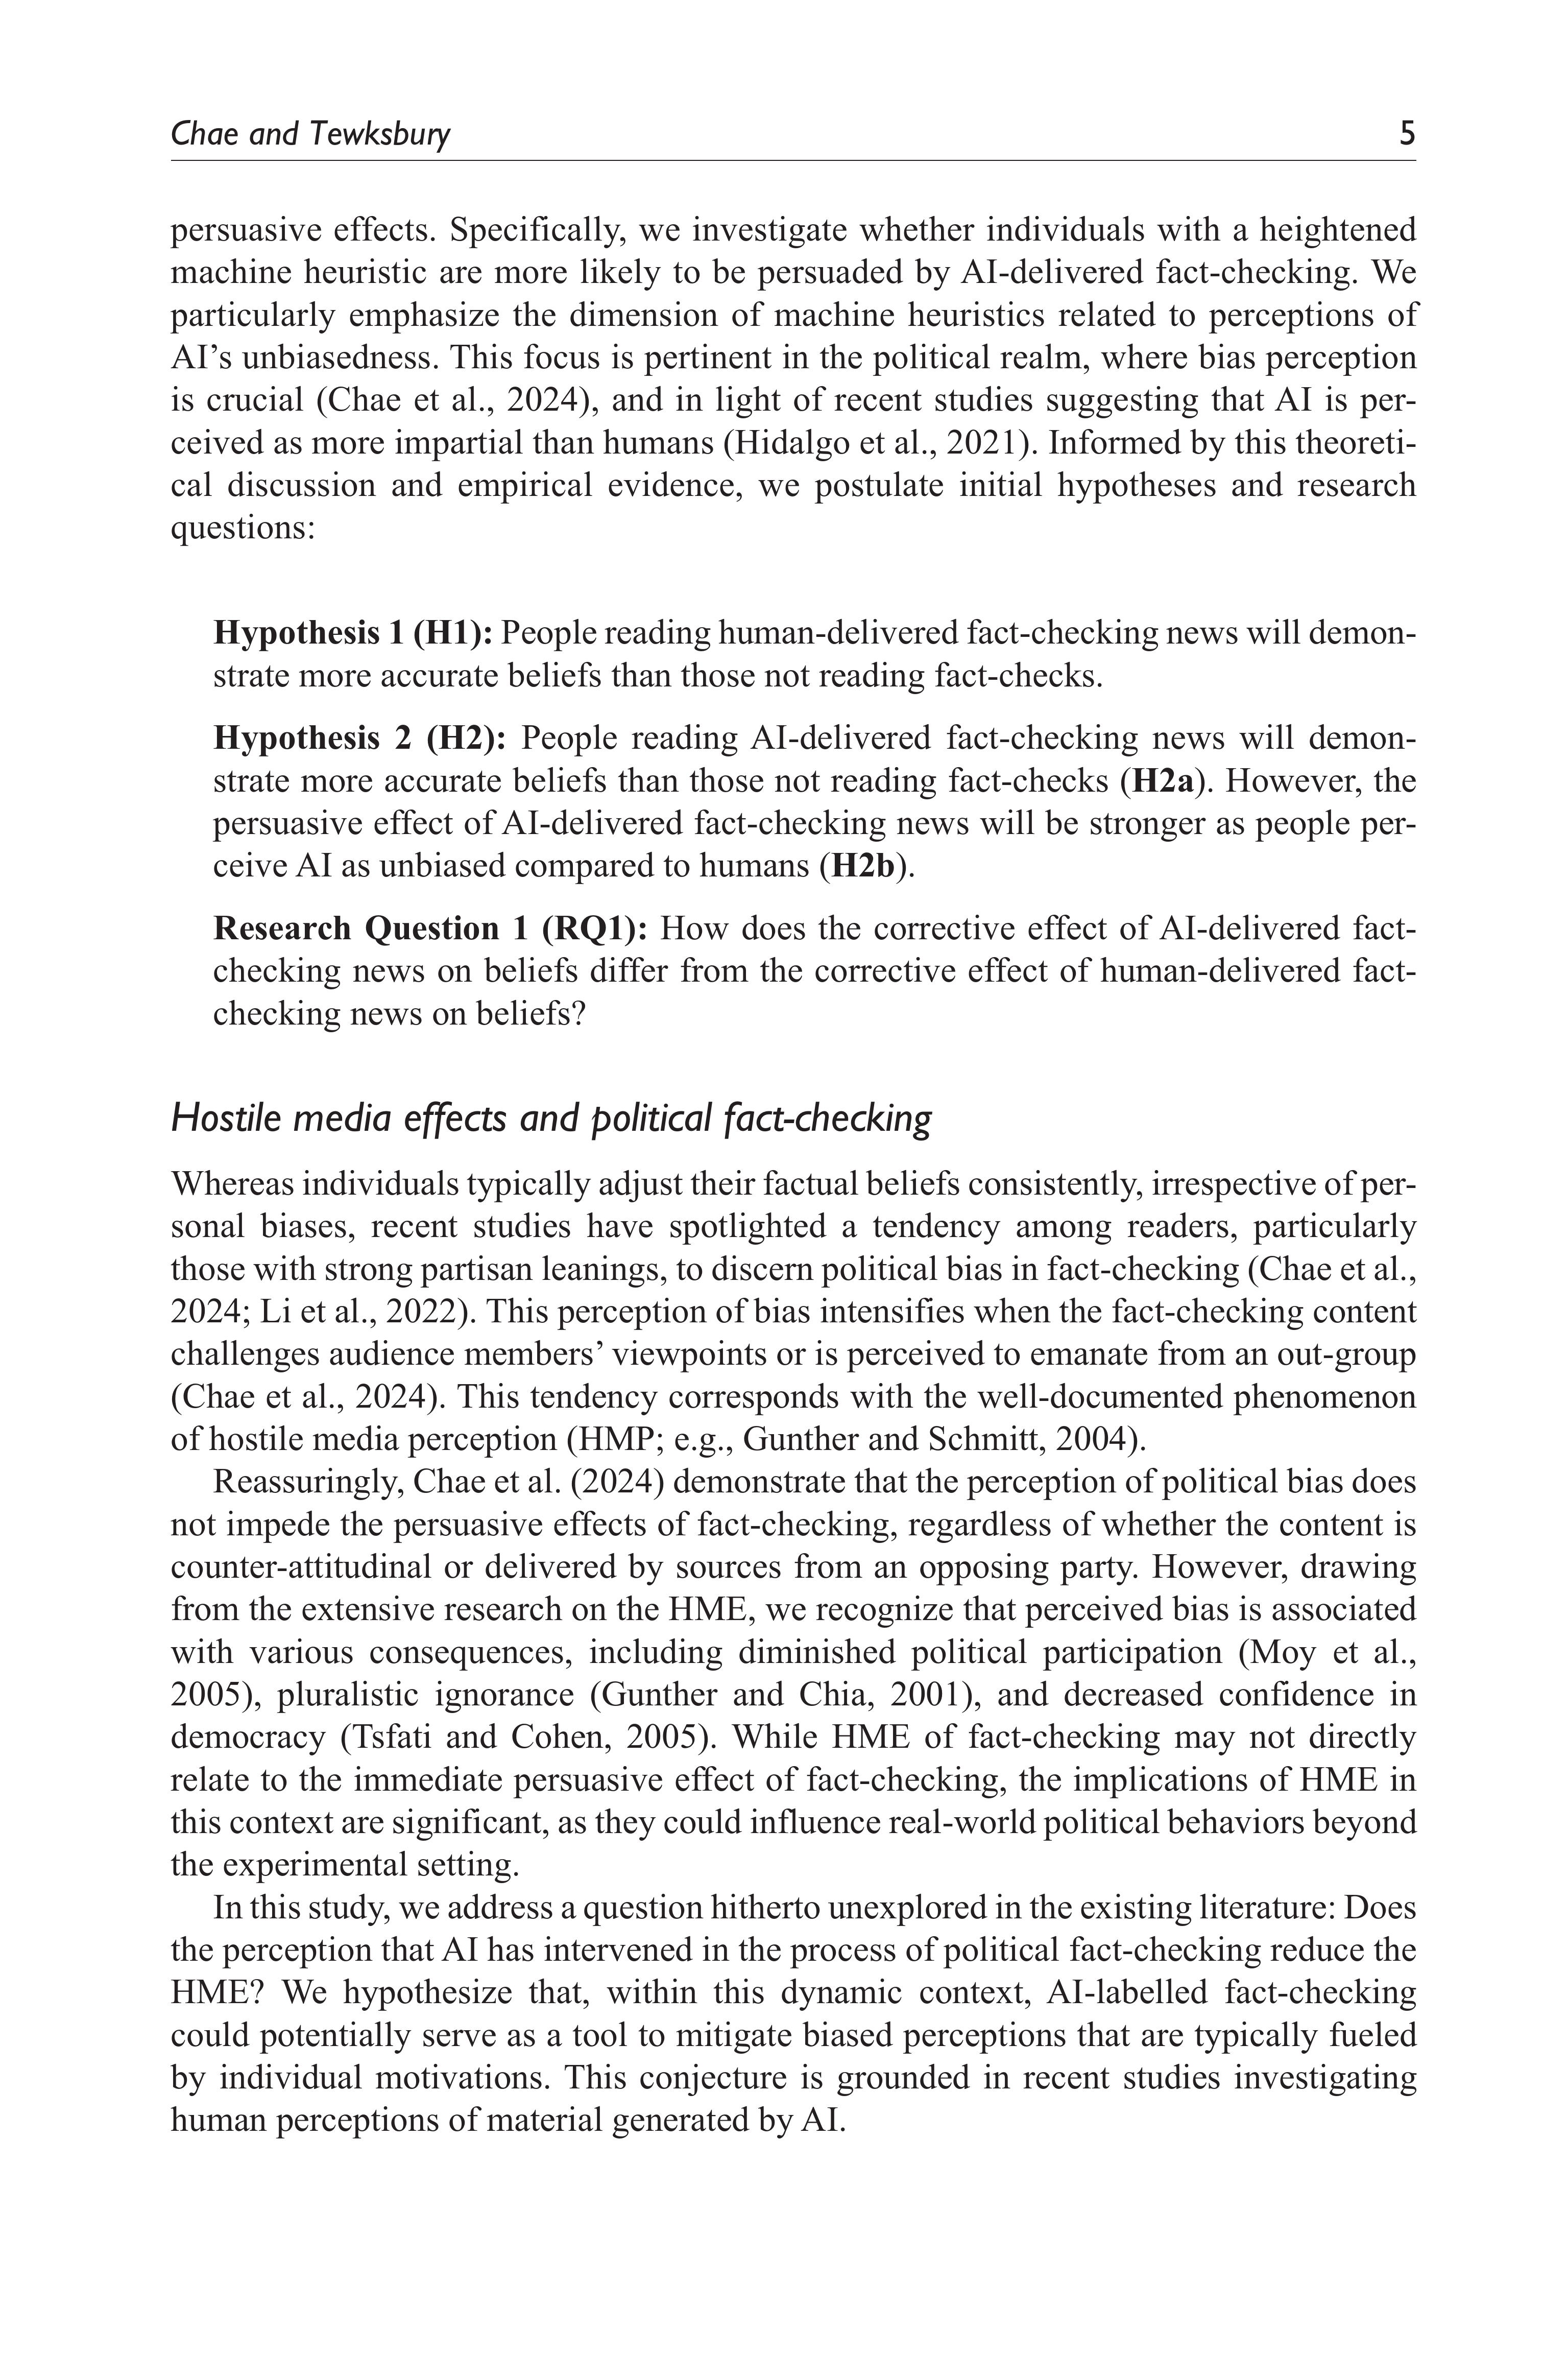 Chae and Tewksbury 5
persuasive effects. Specifically, we investigate whether individuals with a heightened
machine heuristic are more likely to be persuaded by AI-delivered fact-checking. We
particularly emphasize the dimension of machine heuristics related to perceptions of
AI’s unbiasedness. This focus is pertinent in the political realm, where bias perception
is crucial (Chae et al., 2024), and in light of recent studies suggesting that AI is per-
ceived as more impartial than humans (Hidalgo et al., 2021). Informed by this theoreti-
cal discussion and empirical evidence, we postulate initial hypotheses and research
questions:
Hypothesis 1 (H1): People reading human-delivered fact-checking news will demon-
strate more accurate beliefs than those not reading fact-checks.
Hypothesis 2 (H2): People reading AI-delivered fact-checking news will demon-
strate more accurate beliefs than those not reading fact-checks (H2a). However, the
persuasive effect of AI-delivered fact-checking news will be stronger as people per-
ceive AI as unbiased compared to humans (H2b).
Research Question 1 (RQ1): How does the corrective effect of AI-delivered fact-
checking news on beliefs differ from the corrective effect of human-delivered fact-
checking news on beliefs?
Hostile media effects and political fact-checking
Whereas individuals typically adjust their factual beliefs consistently, irrespective of per-
sonal biases, recent studies have spotlighted a tendency among readers, particularly
those with strong partisan leanings, to discern political bias in fact-checking (Chae et al.,
2024; Li et al., 2022). This perception of bias intensifies when the fact-checking content
challenges audience members’ viewpoints or is perceived to emanate from an out-group
(Chae et al., 2024). This tendency corresponds with the well-documented phenomenon
of hostile media perception (HMP; e.g., Gunther and Schmitt, 2004).
Reassuringly, Chae et al. (2024) demonstrate that the perception of political bias does
not impede the persuasive effects of fact-checking, regardless of whether the content is
counter-attitudinal or delivered by sources from an opposing party. However, drawing
from the extensive research on the HME, we recognize that perceived bias is associated
with various consequences, including diminished political participation (Moy et al.,
2005), pluralistic ignorance (Gunther and Chia, 2001), and decreased confidence in
democracy (Tsfati and Cohen, 2005). While HME of fact-checking may not directly
relate to the immediate persuasive effect of fact-checking, the implications of HME in
this context are significant, as they could influence real-world political behaviors beyond
the experimental setting.
In this study, we address a question hitherto unexplored in the existing literature: Does
the perception that AI has intervened in the process of political fact-checking reduce the
HME? We hypothesize that, within this dynamic context, AI-labelled fact-checking
could potentially serve as a tool to mitigate biased perceptions that are typically fueled
by individual motivations. This conjecture is grounded in recent studies investigating
human perceptions of material generated by AI.